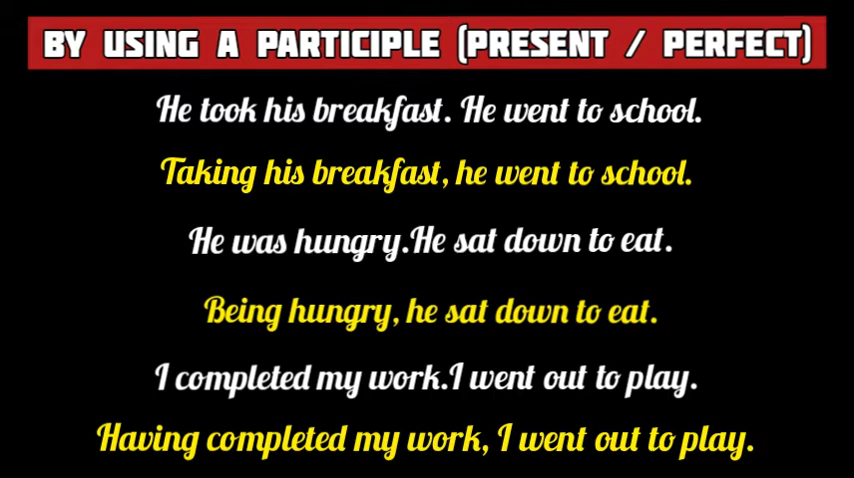 BY USING A PARTICIPLE (PRESENT / PERFECT)
He took his breakfast. He went to school.
Taking his breakfast, he went to school.
He was hungry.He sat down to eat.
Being hungry, he sat down to eat.
I completed my work.I went out to play.
Having completed my work, I went out to play.